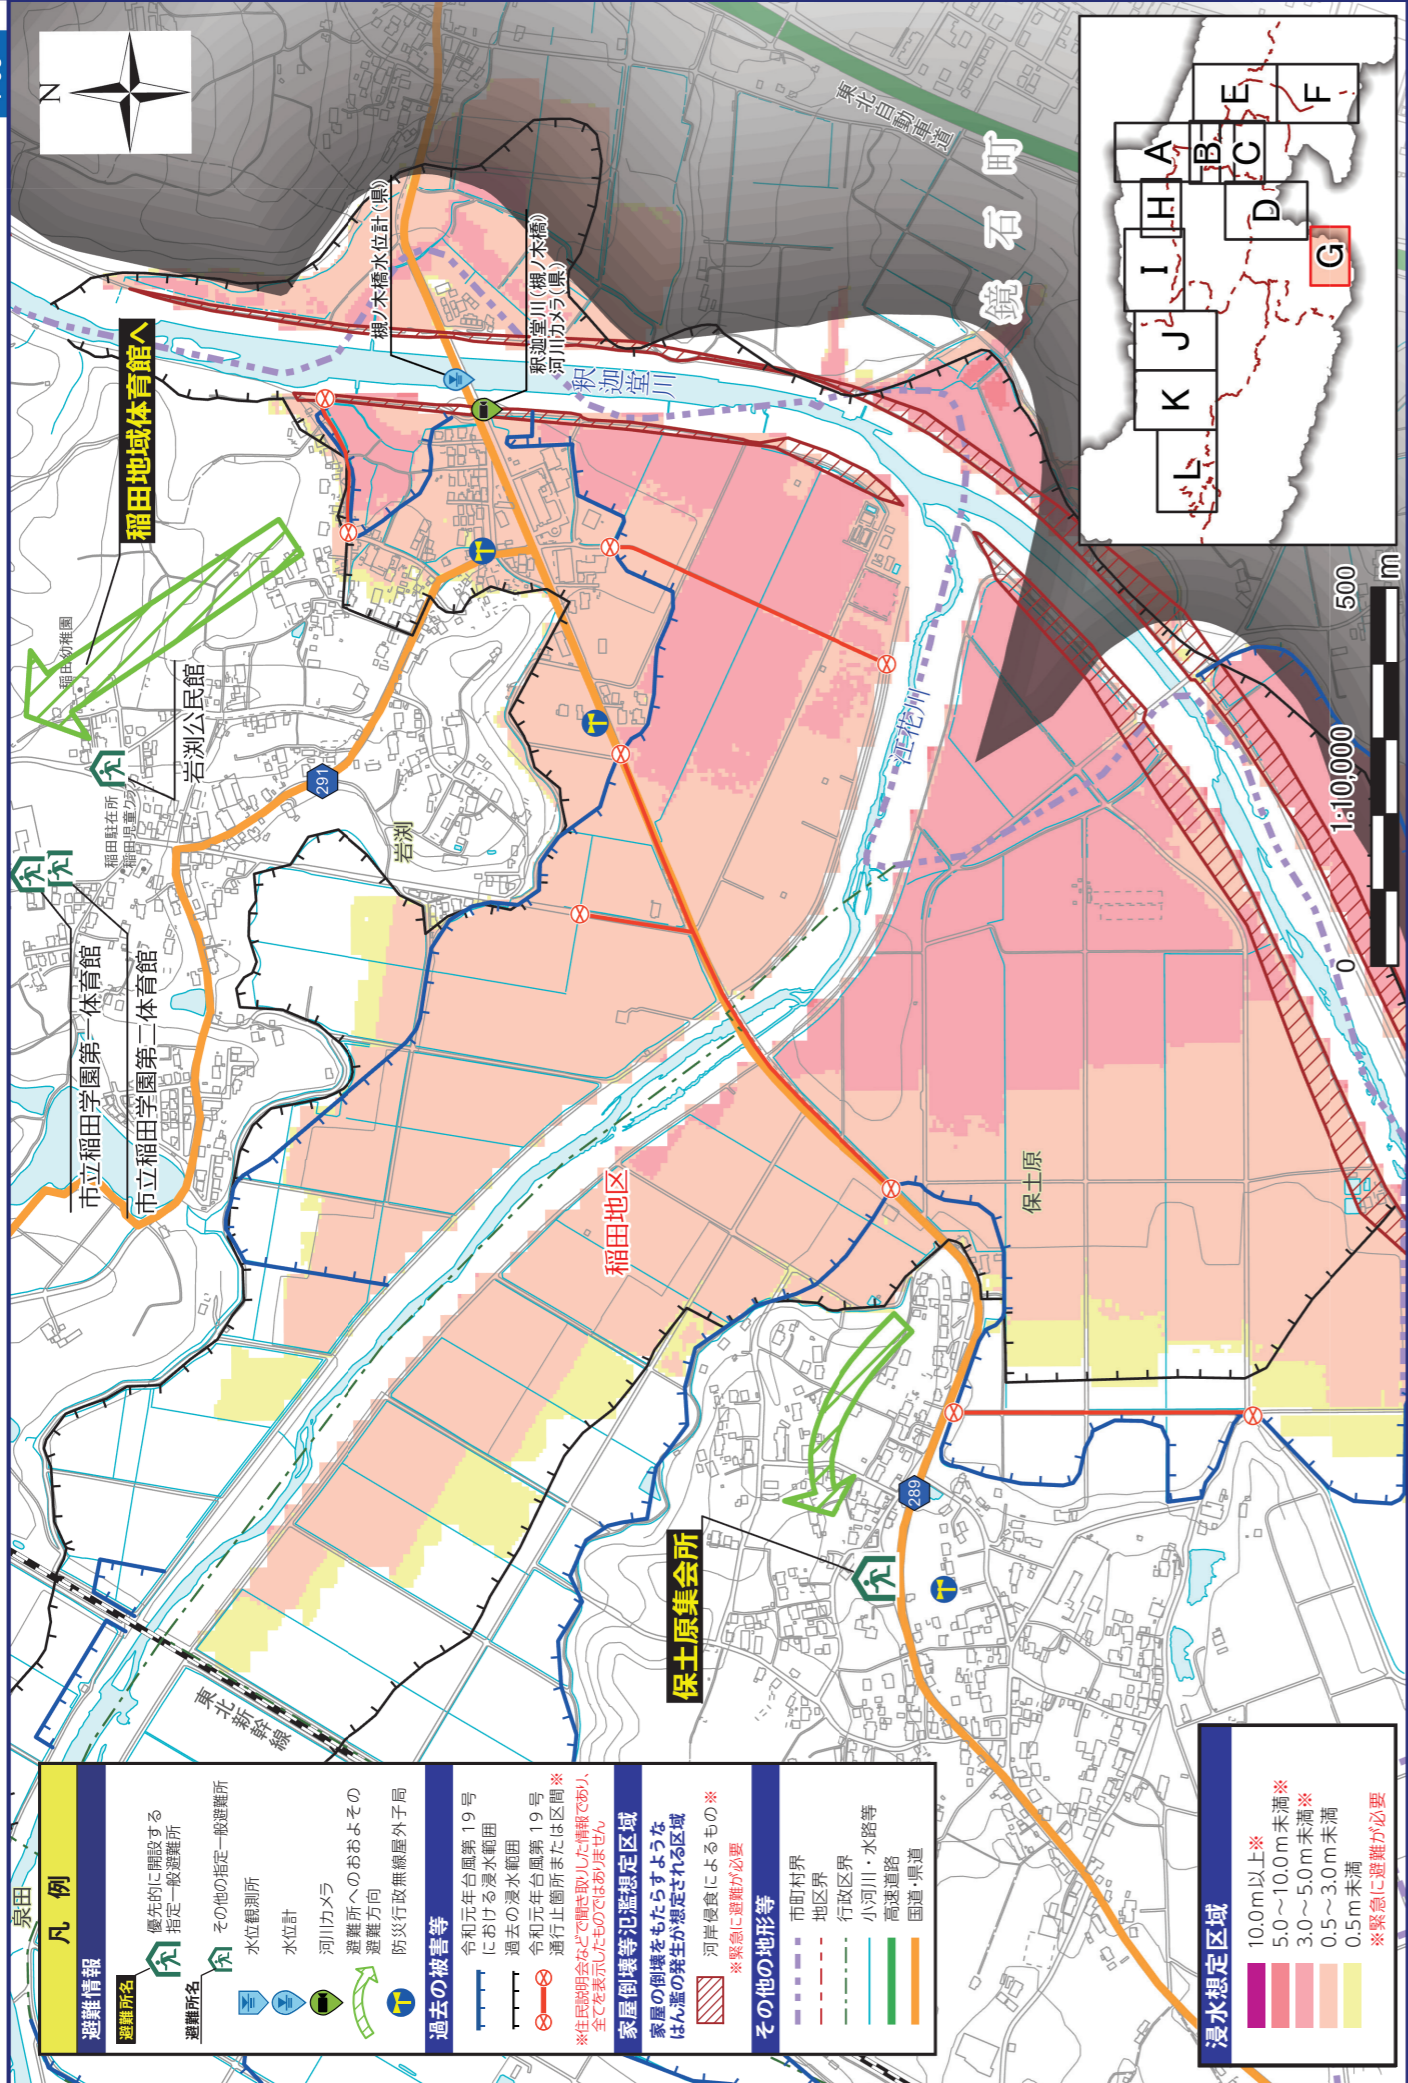 凡 例
避難情報
避難所名
優先的に開設する
指定一般避難所
避難所名
その他の指定一般避難所
水位観測所
水位計
河川カメラ
避難所へのおおよその
避難方向
防災行政無線屋外子局
過去の被害等
令和元年台風第19号
における浸水範囲
過去の浸水範囲
令和元年台風第19号
通行止箇所または区間※
※住民説明会などで聞き取りした情報であり、
全てを表示したものではありません
家屋倒壊等氾濫想定区域
家屋の倒壊をもたらすような
はん濫の発生が想定される区域
河岸侵食によるもの※
※緊急に避難が必要
その他の地形等
市町村界
地区界
行政区界
小河川・水路等
高速道路
国道・県道
浸水想定区域
10.0m以上※
5.0～10.0m未満※
3.0～5.0m未満※
0.5～3.0m未満
0.5m未満
※緊急に避難が必要
泉田
東北新幹線
市立稲田学園第一体育館
市立稲田学園第二体育館
稲田駐在所
稲田児童クラブ
岩渕公民館
稲田幼稚園
稲田地域体育館へ
291
岩渕
稲田地区
保土原集会所
289
保土原
江花川
釈迦堂川
槻ノ木橋水位計(県)
釈迦堂川(槻ノ木橋)
河川カメラ(県)
東北自動車道
鏡石町
N
A
B
C
D
E
F
G
H
I
J
K
L
1:10,000
0
500
m